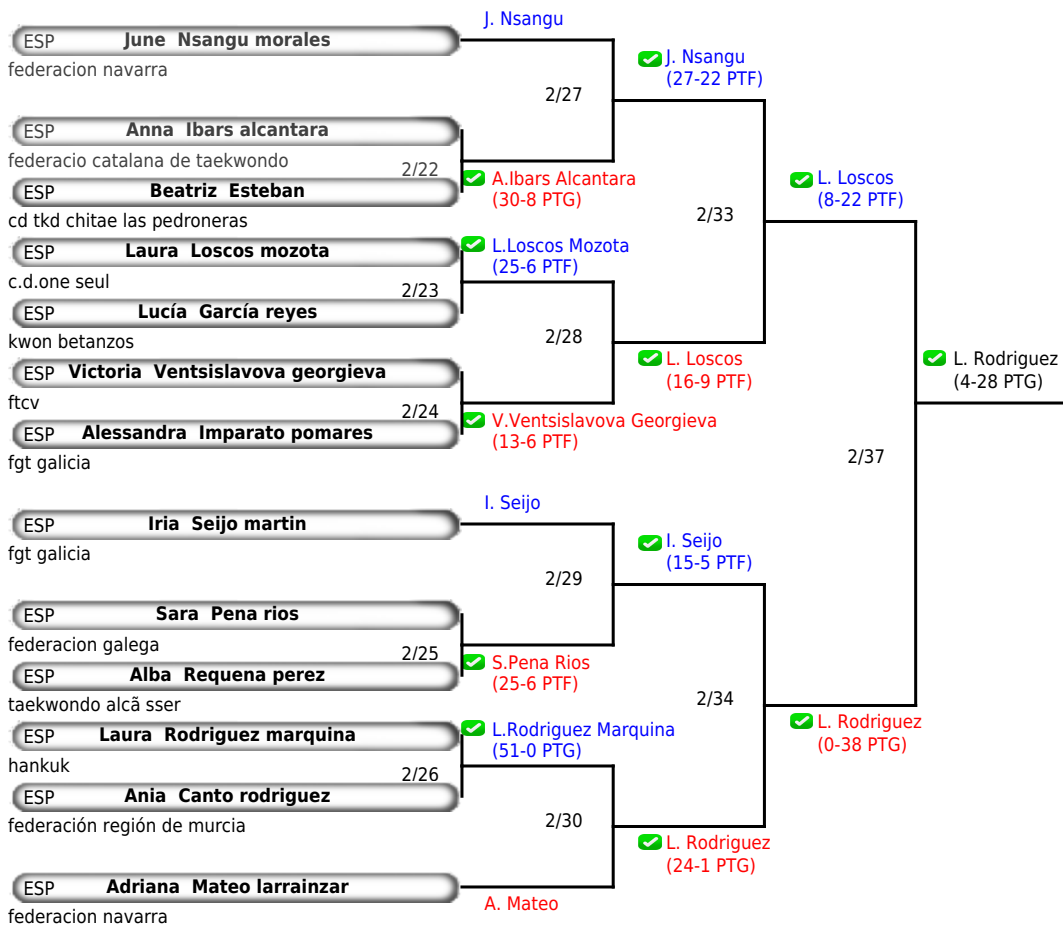 J. Nsangu
ESP June Nsangu morales
federacion navarra
J. Nsangu
(27-22 PTF)
2/27
ESP Anna Ibars alcantara
federacio catalana de taekwondo
2/22
A.Ibars Alcantara
(30-8 PTG)
ESP Beatriz Esteban
cd tkd chitae las pedroneras
L. Loscos
(8-22 PTF)
2/33
ESP Laura Loscos mozota
L.Loscos Mozota
(25-6 PTF)
c.d.one seul
2/23
ESP Lucía García reyes
kwon betanzos
2/28
L. Loscos
(16-9 PTF)
ESP Victoria Ventsislavova georgieva
ftcv
2/24
V.Ventsislavova Georgieva
(13-6 PTF)
ESP Alessandra Imparato pomares
fgt galicia
L. Rodriguez
(4-28 PTG)
2/37
I. Seijo
ESP Iria Seijo martin
fgt galicia
I. Seijo
(15-5 PTF)
2/29
ESP Sara Pena rios
federacion galega
2/25
S.Pena Rios
(25-6 PTF)
ESP Alba Requena perez
taekwondo alcã sser
2/34
L. Rodriguez
(0-38 PTG)
ESP Laura Rodriguez marquina
L.Rodriguez Marquina
(51-0 PTG)
hankuk
2/26
ESP Ania Canto rodriguez
federación región de murcia
2/30
L. Rodriguez
(24-1 PTG)
ESP Adriana Mateo larrainzar
A. Mateo
federacion navarra